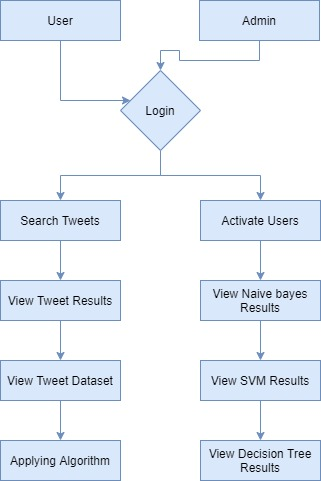 User
Admin
Login
Search Tweets
Activate Users
View Tweet Results
View Naive bayes
Results
View Tweet Dataset
View SVM Results
Applying Algorithm
View Decision Tree
Results